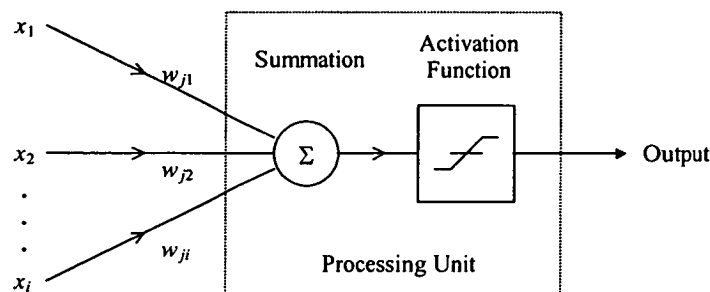 x1
Activation
Summation
Function
wj1
x2
Σ
Output
wj2
.
.
.
wji
Processing Unit
xi